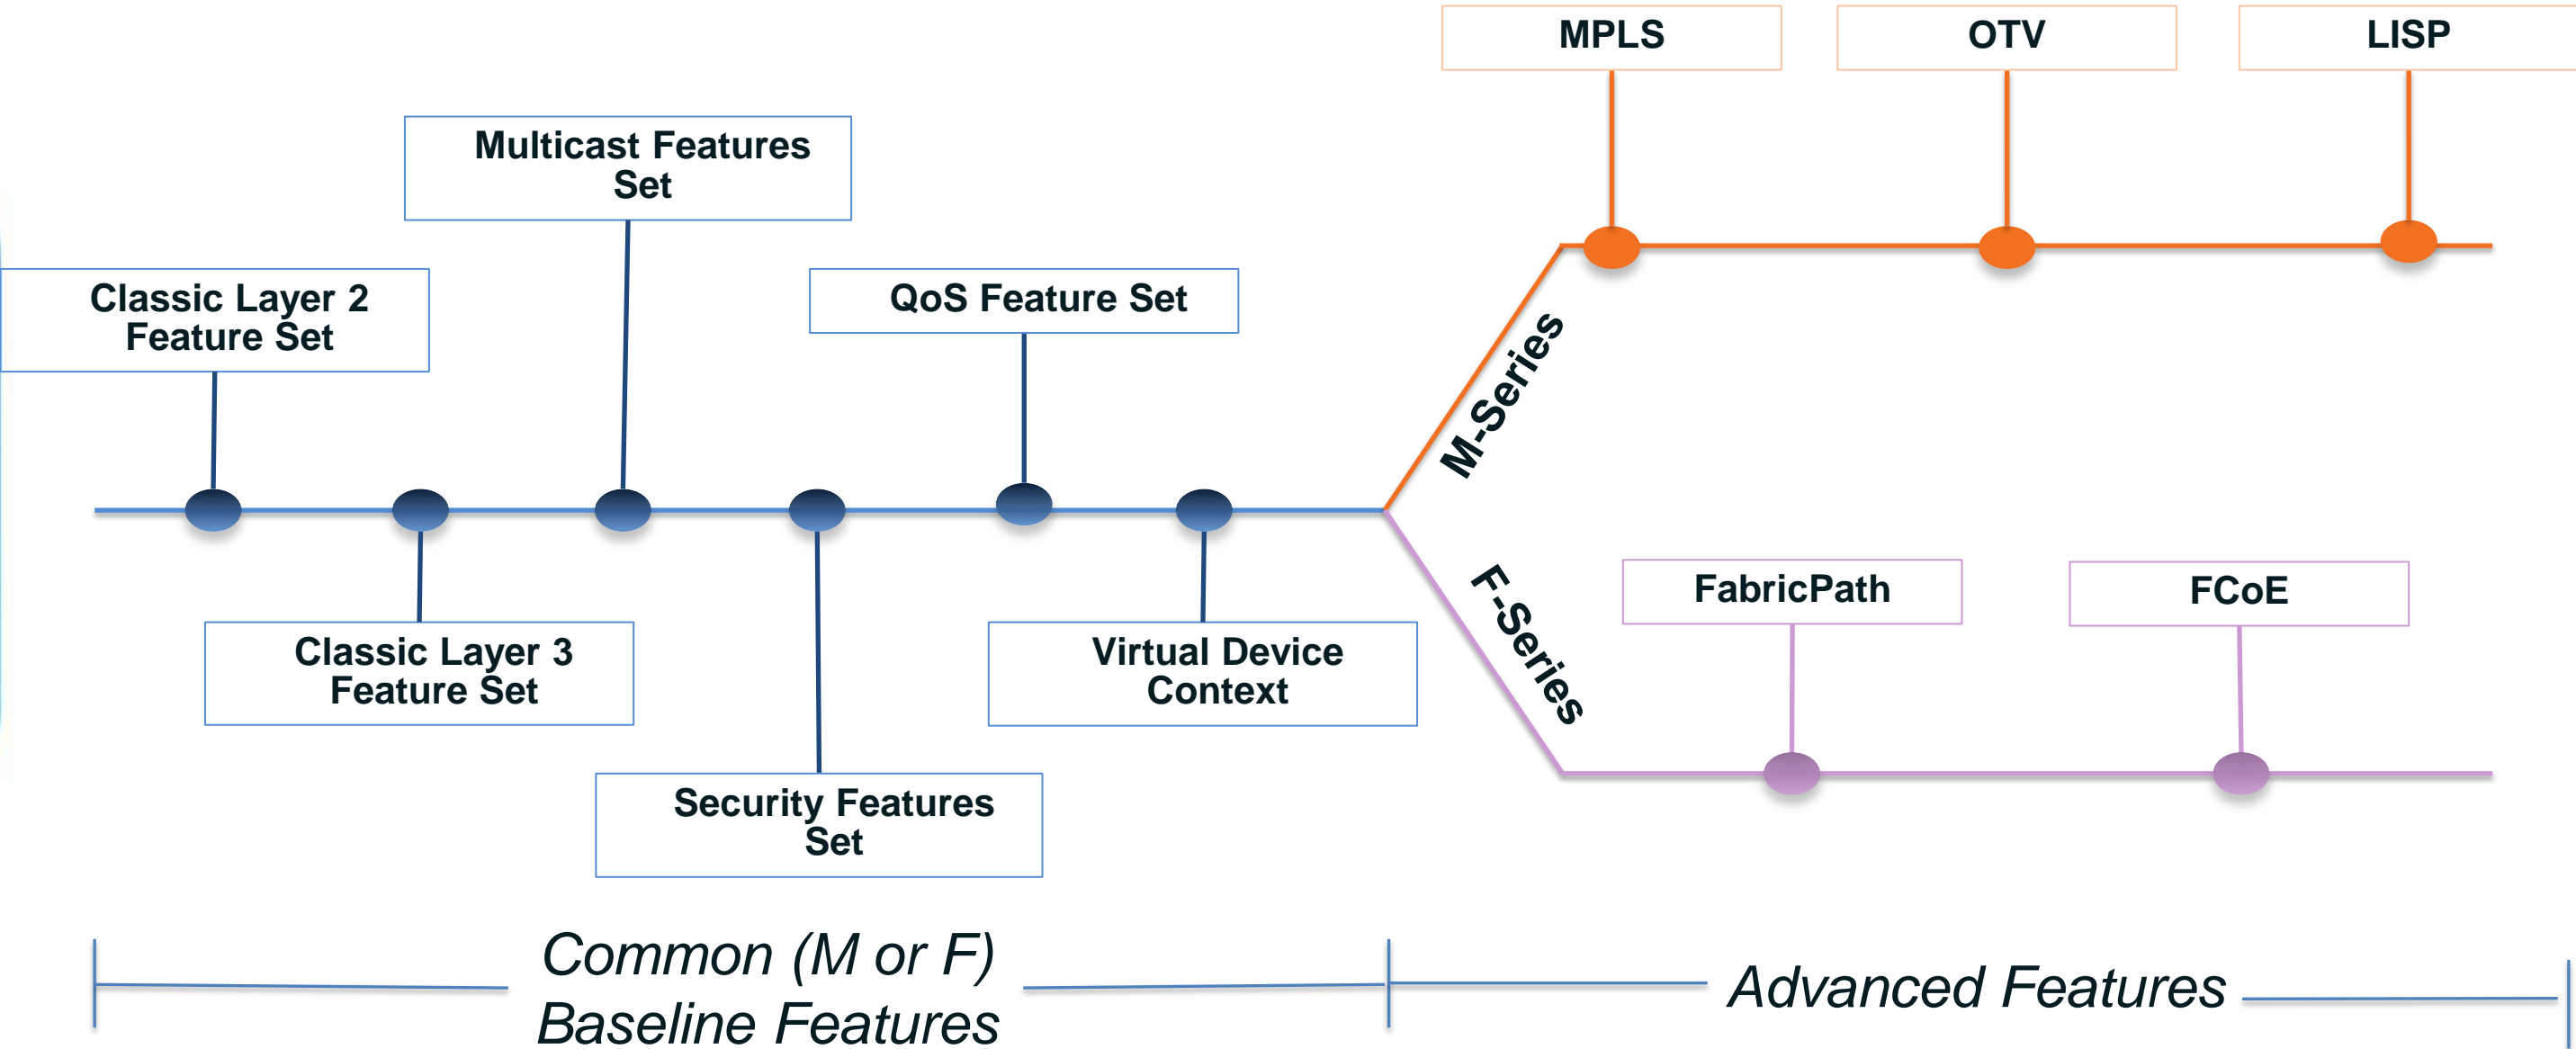 MPLS
OTV
LISP
Multicast Features
Set
Classic Layer 2
Feature Set
QoS Feature Set
M-Series
F-Series
FabricPath
FCoE
Classic Layer 3
Feature Set
Virtual Device
Context
Security Features
Set
Common (M or F)
Baseline Features
Advanced Features